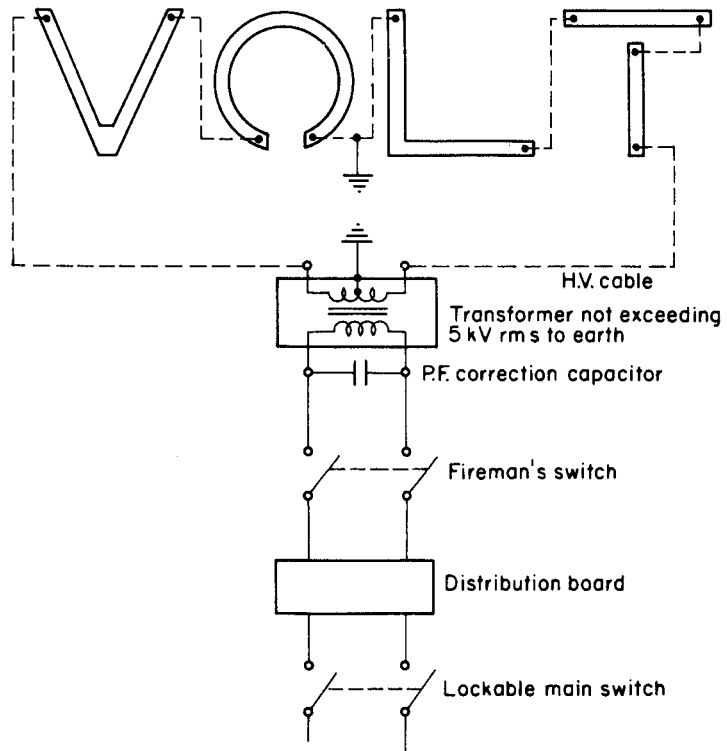 VOLT
H.V. cable
Transformer not exceeding
5 kV rms to earth
P.F. correction capacitor
Fireman's switch
Distribution board
Lockable main switch